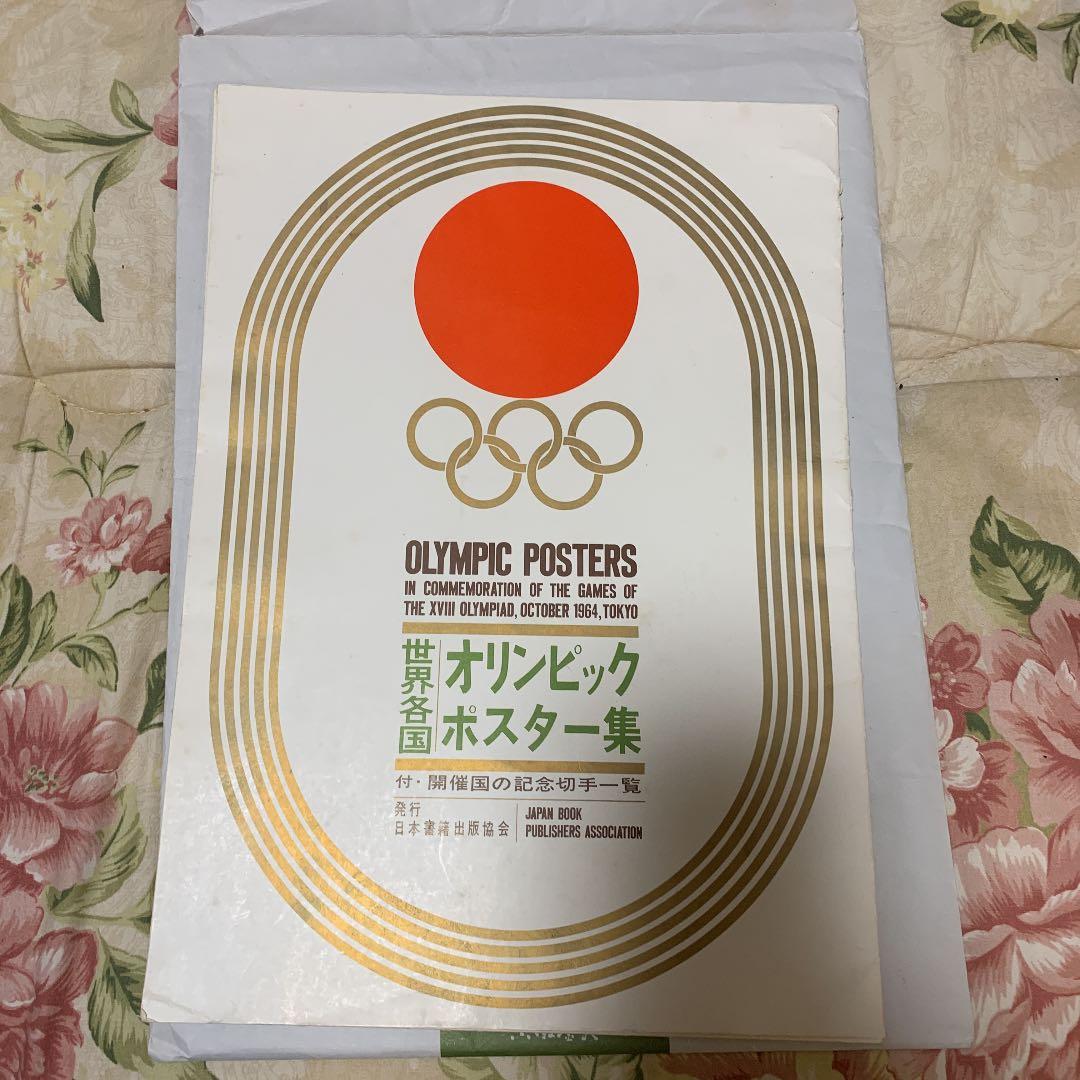 OLYMPIC POSTERS
IN COMMEMORATION OF THE GAMES OF
THE XVIII OLYMPIAD, OCTOBER 1964, TOKYO
世界各国
オリンピック
ポスター集
付・開催国の記念切手一覧
発行
日本書籍出版協会
JAPAN BOOK
PUBLISHERS ASSOCIATION